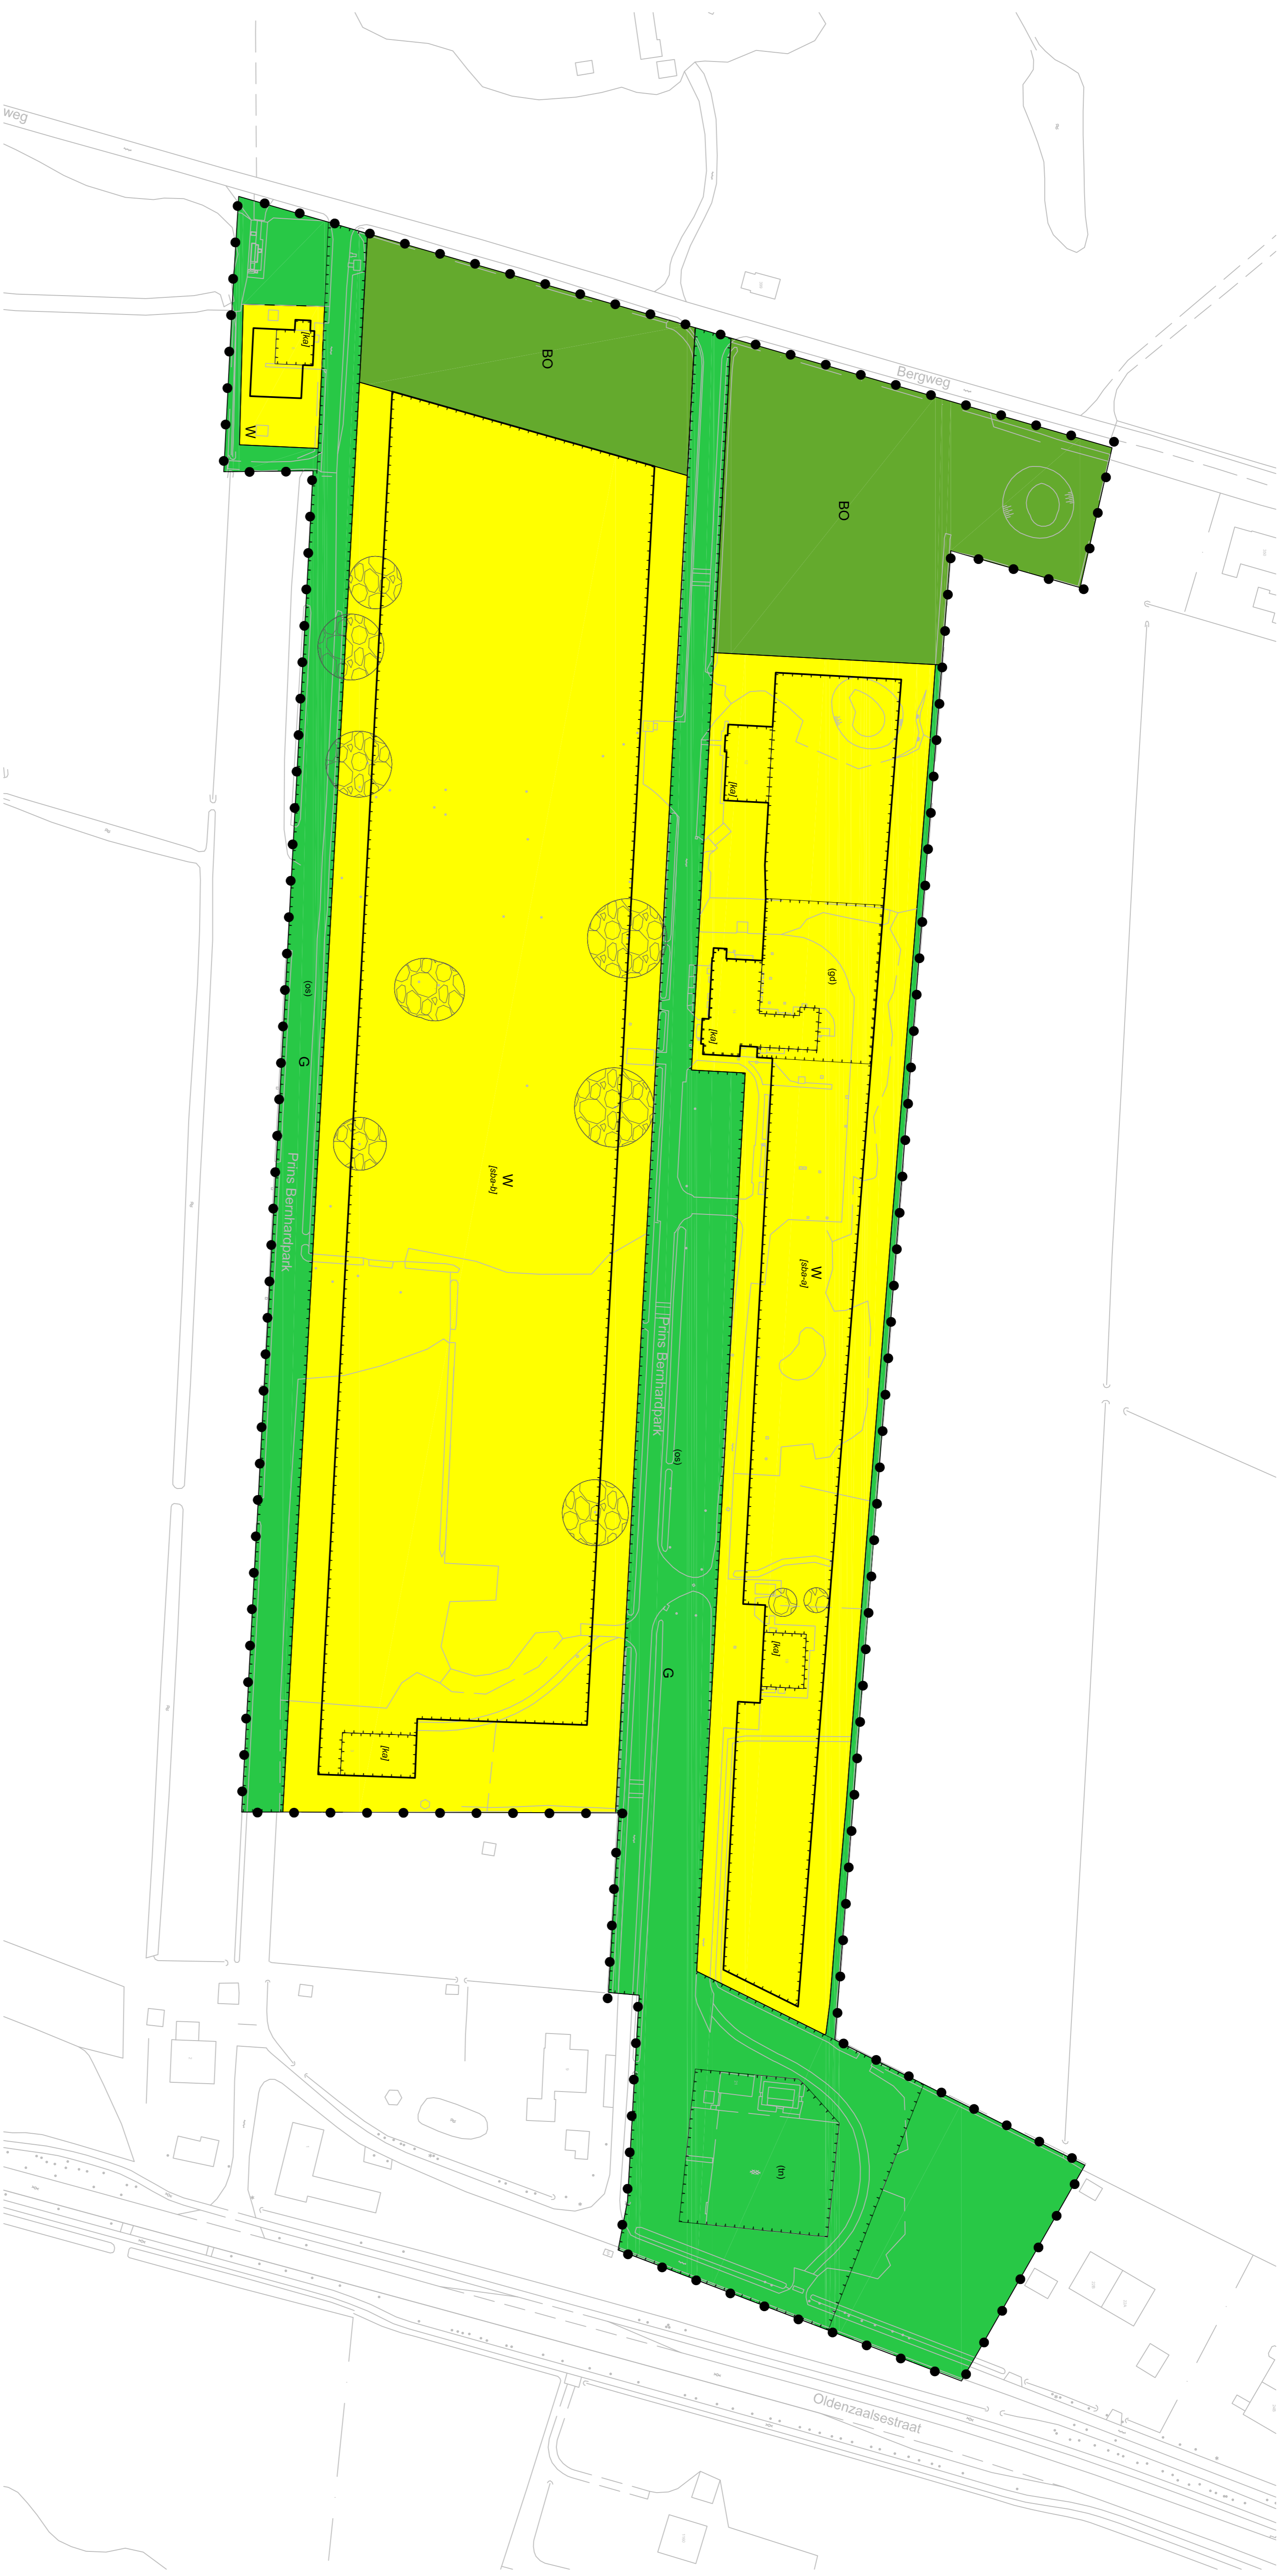 weg
Bergweg
[ka]
W
BO
BO
[ka]
(gd)
(os)
[ka]
G
Prins Bernhardpark
W
[sba-b]
W
[sba-a]
Prins Bernhardpark
(os)
[ka]
G
[ka]
(tn)
Oldenzaalsestraat